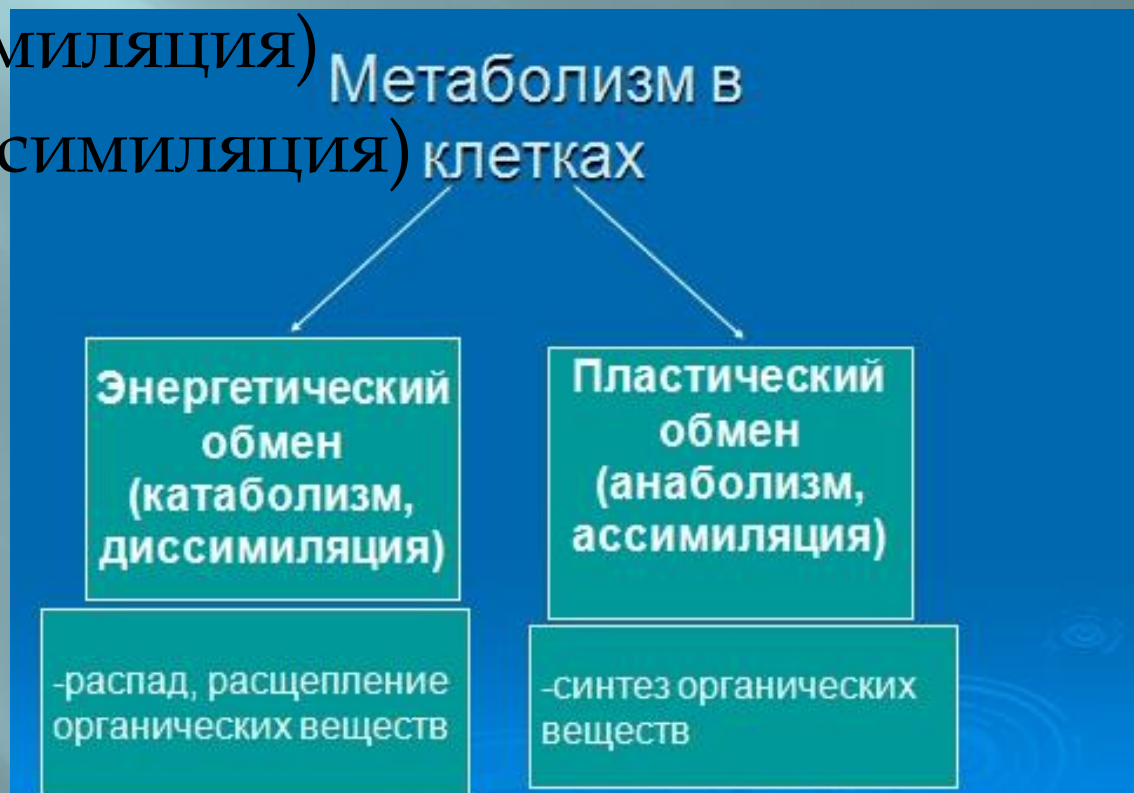 миляция)
симиляция)
Метаболизм в
клетках
Энергетический
обмен
(катаболизм,
диссимиляция)
-распад, расщепление
органических веществ
Пластический
обмен
(анаболизм,
ассимиляция)
-синтез органических
веществ